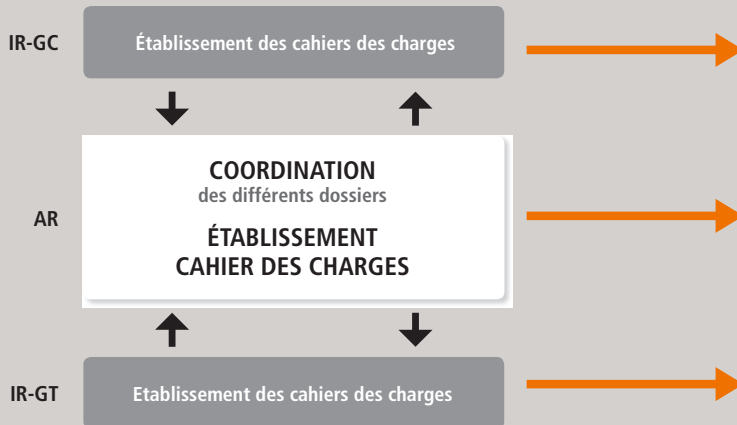 IR-GC
Établissement des cahiers des charges
AR
COORDINATION
des différents dossiers
ÉTABLISSEMENT
CAHIER DES CHARGES
IR-GT
Etablissement des cahiers des charges